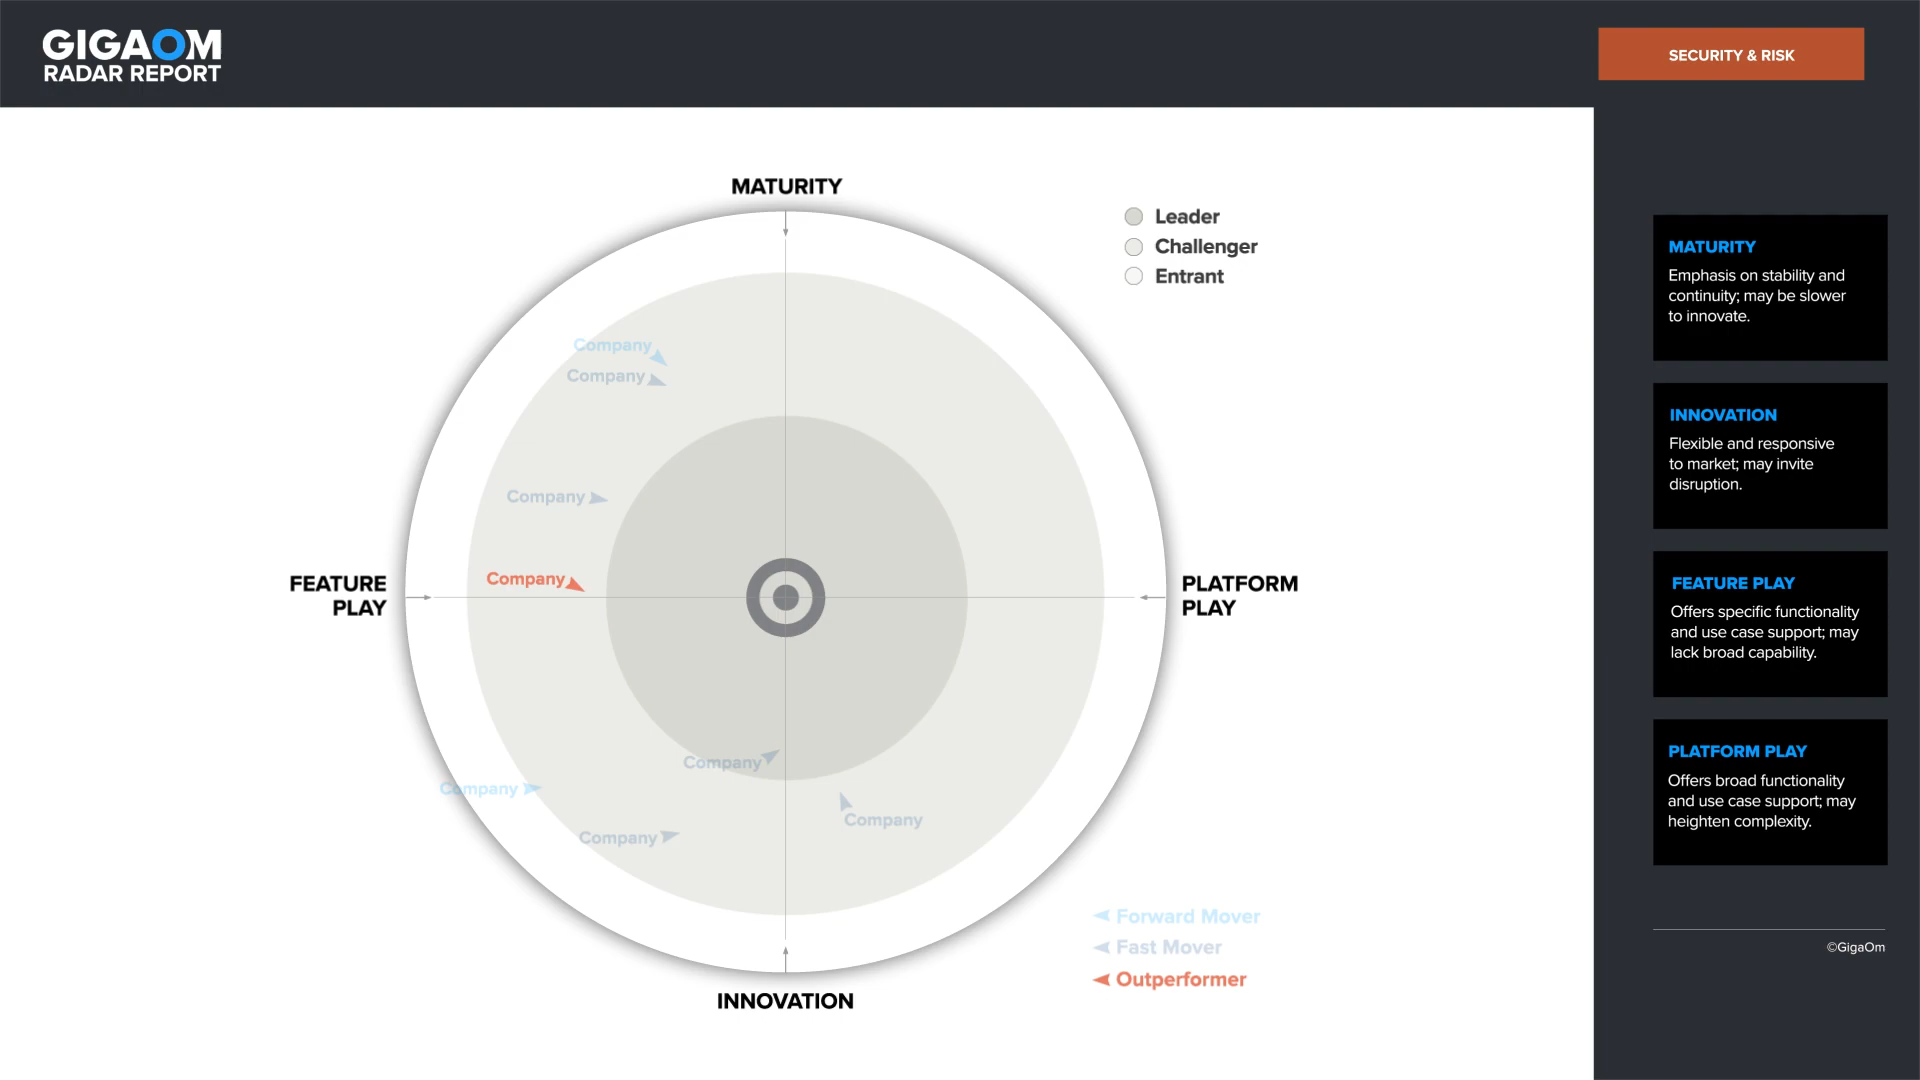 GIGAOM
RADAR REPORT
SECURITY & RISK
MATURITY
Leader
Challenger
Entrant
Company
Company
Company
Company
FEATURE
PLAY
PLATFORM
PLAY
Company
Company
Company
Company
Forward Mover
Fast Mover
Outperformer
INNOVATION
MATURITY
Emphasis on stability and
continuity; may be slower
to innovate.
INNOVATION
Flexible and responsive
to market; may invite
disruption.
FEATURE PLAY
Offers specific functionality
and use case support; may
lack broad capability.
PLATFORM PLAY
Offers broad functionality
and use case support; may
heighten complexity.
©GigaOm